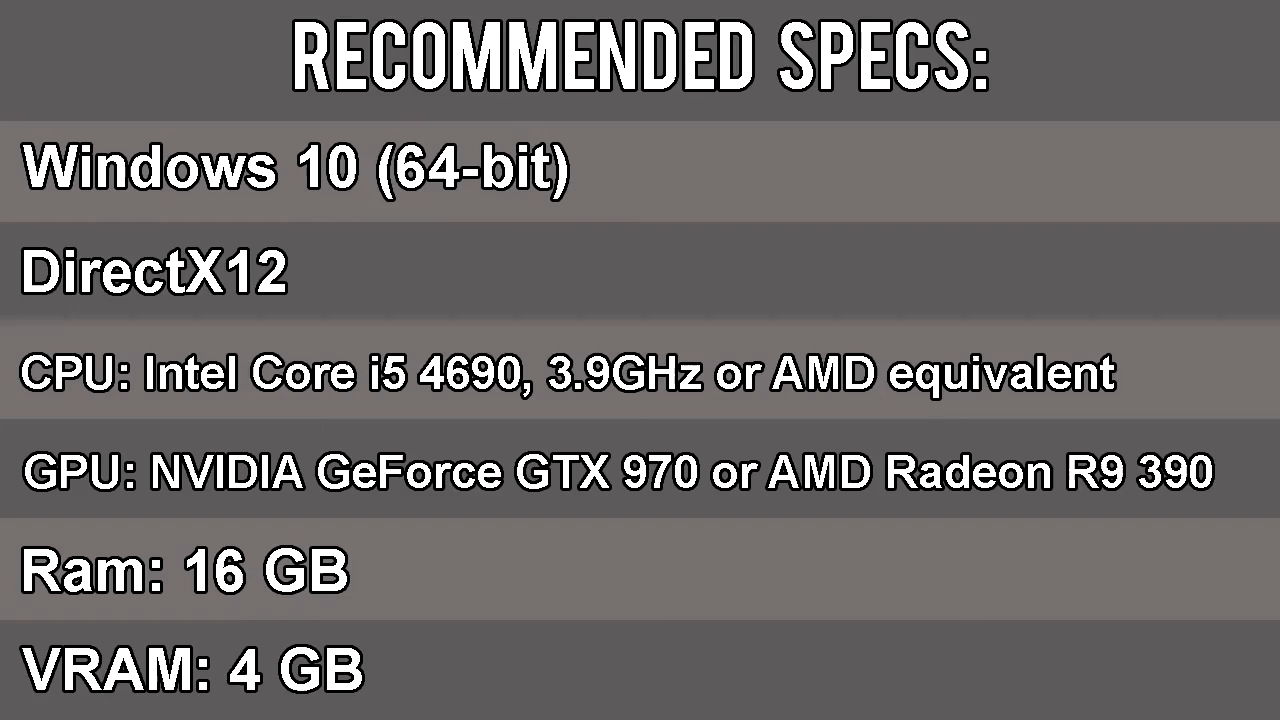 RECOMMENDED SPECS:
Windows 10 (64-bit)
DirectX12
CPU: Intel Core i5 4690, 3.9GHz or AMD equivalent
GPU: NVIDIA GeForce GTX 970 or AMD Radeon R9 390
Ram: 16 GB
VRAM: 4 GB